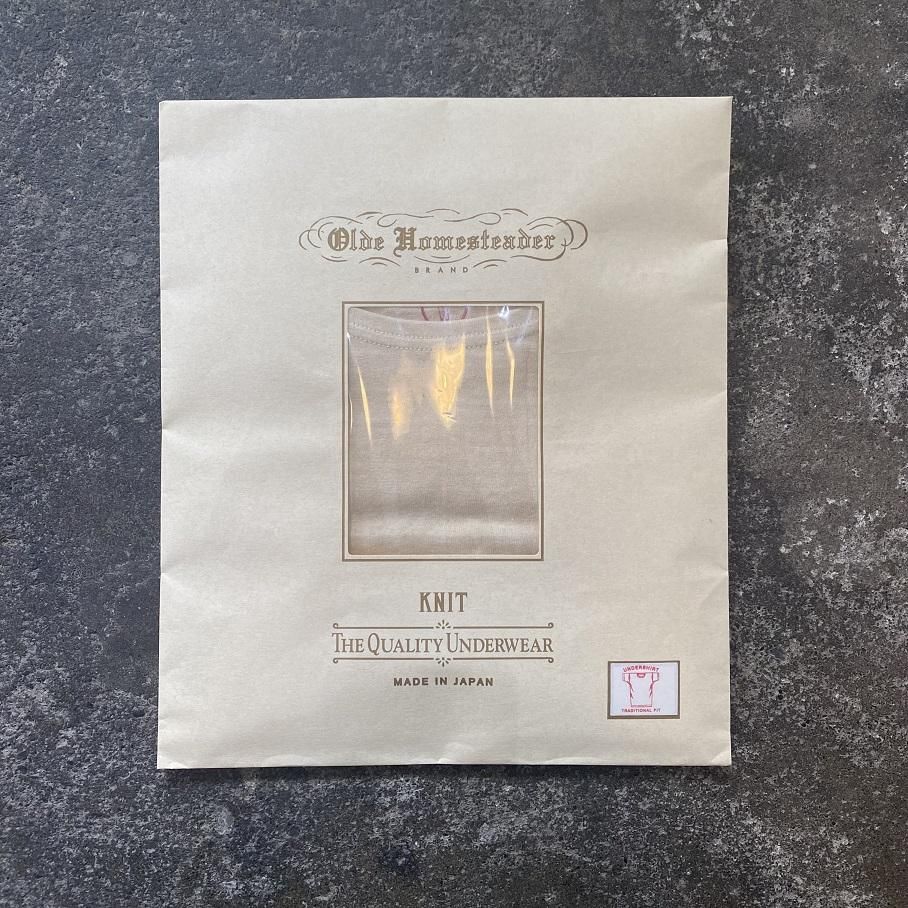 Olde Homesteader
BRAND
KNIT
THE QUALITY UNDERWEAR
MADE IN JAPAN
UNDERSHIRT
TRADITIONAL FIT